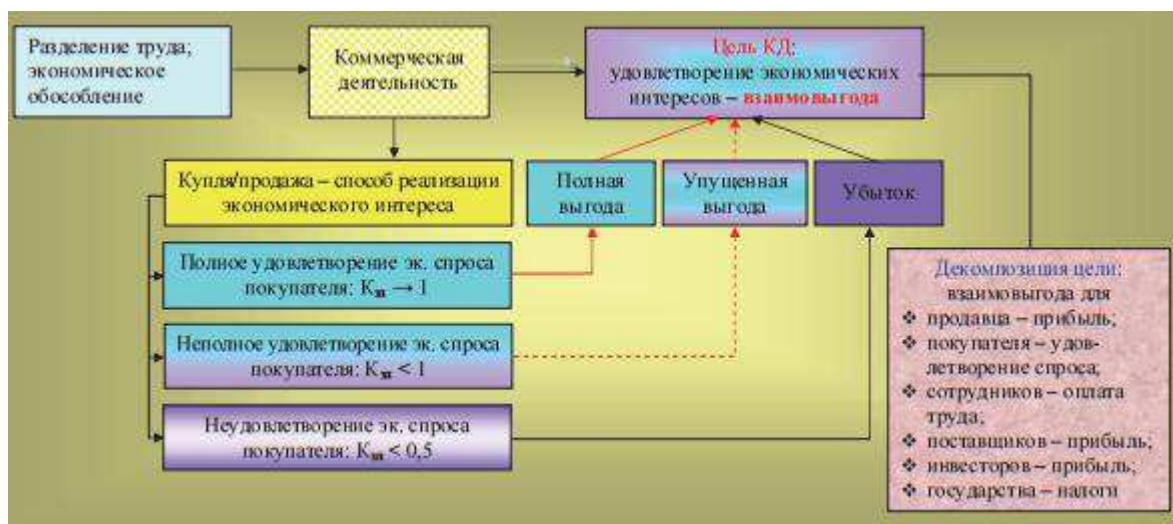 Разделение труда;
экономическое
обособление
Коммерческая
деятельность
Цель КД:
удовлетворение экономических
интересов – взаимовыгода
Купля/продажа – способ реализации
экономического интереса
Полная
выгода
Упущенная
выгода
Убыток
Полное удовлетворение эк. спроса
покупателя: К → 1
Неполное удовлетворение эк. спроса
покупателя: К < 1
Неудовлетворение эк. спроса
покупателя: К < 0,5
Декомпозиция цели:
взаимовыгода для
❖ продавца – прибыль;
❖ покупателя – удов-
летворение спроса;
❖ сотрудников – оплата
труда;
❖ поставщиков – прибыль;
❖ инвесторов – прибыль;
❖ государства – налоги